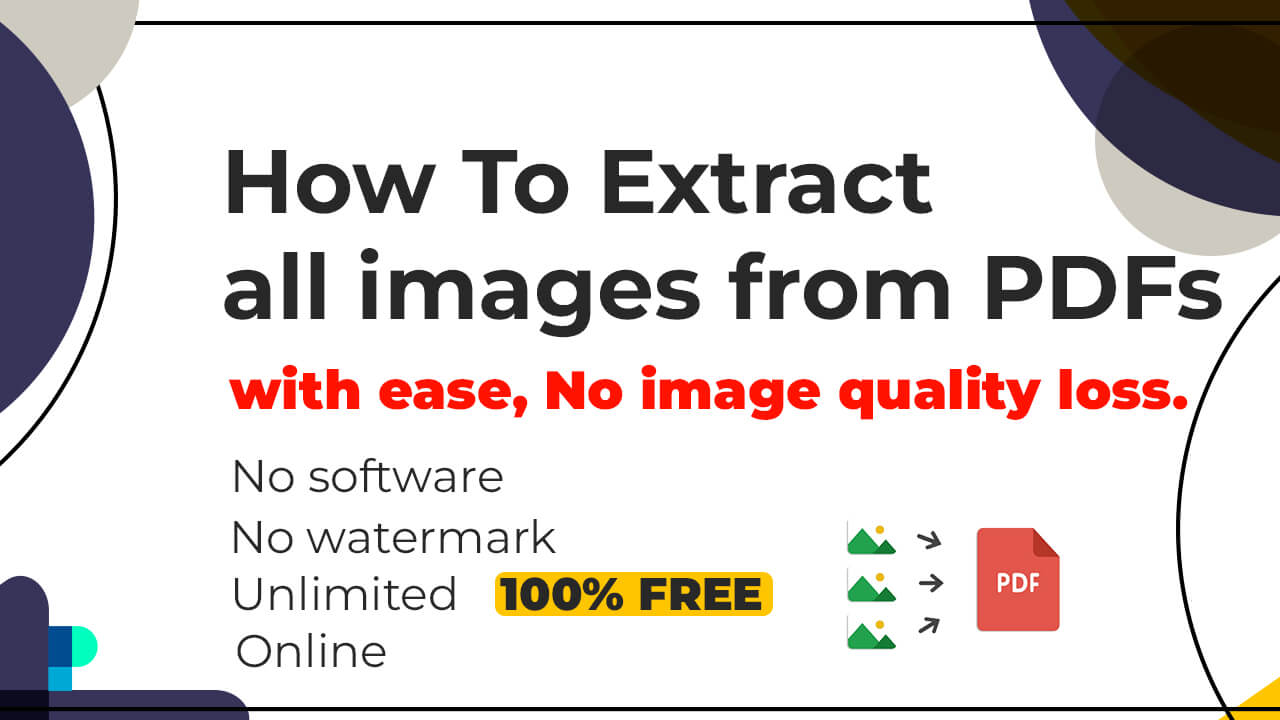 How To Extract
all images from PDFs
with ease, No image quality loss.
No software
No watermark
Unlimited 100% FREE
Online
PDF